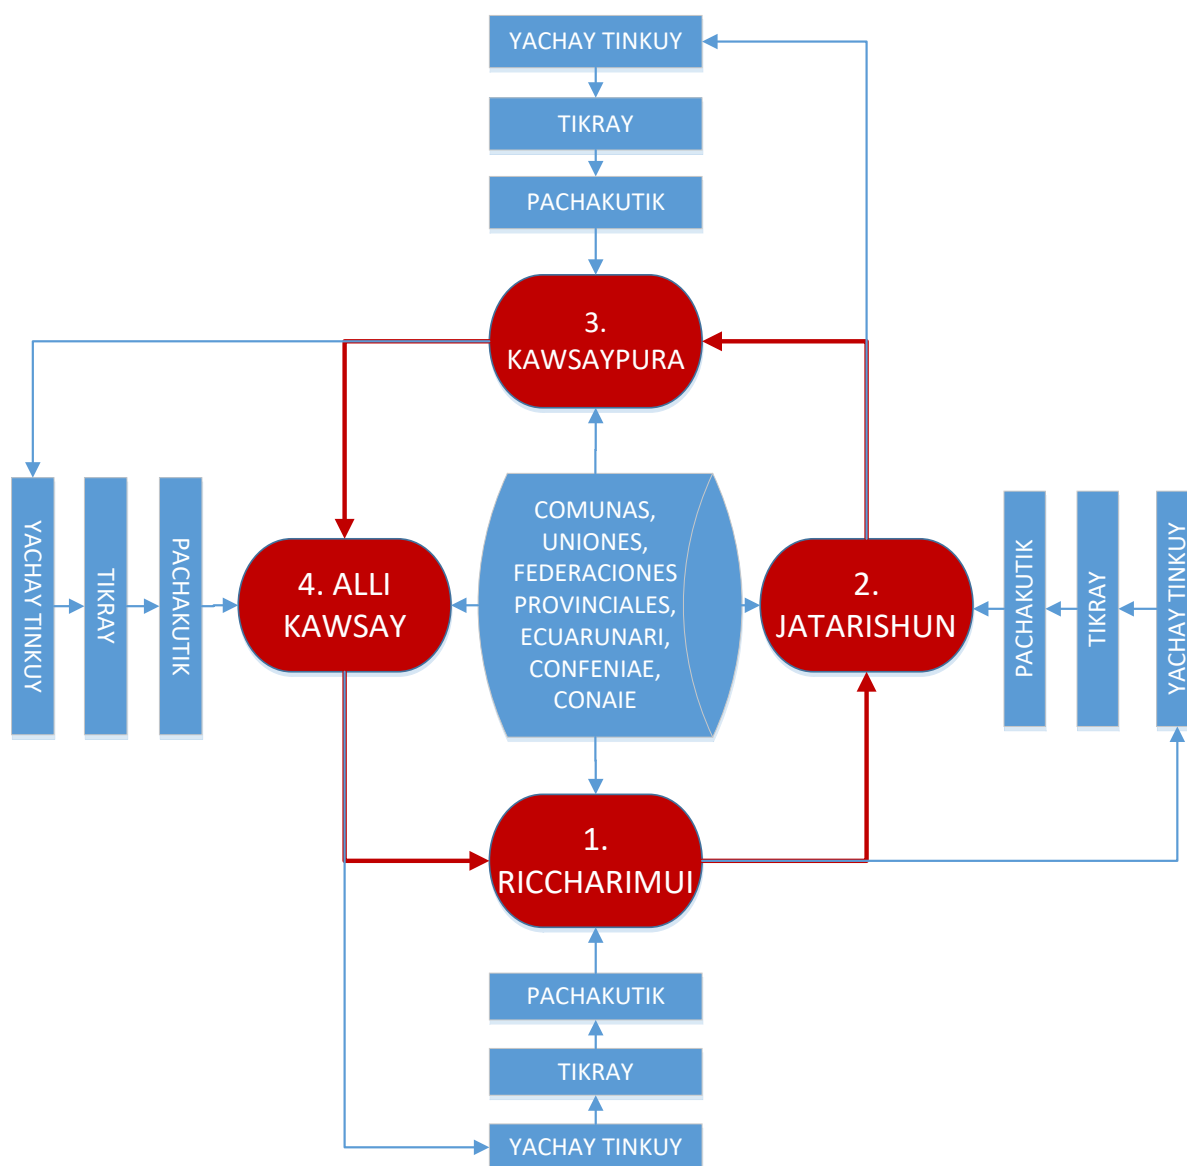 YACHAY TINKUY
TIKRAY
PACHAKUTIK
3.
KAWSAYPURA
YACHAY TINKUY
TIKRAY
PACHAKUTIK
4. ALLI
KAWSAY
COMUNAS,
UNIONES,
FEDERACIONES
PROVINCIALES,
ECUARUNARI,
CONFENIAE,
CONAIE
2.
JATARISHUN
PACHAKUTIK
TIKRAY
YACHAY TINKUY
1.
RICCHARIMUI
PACHAKUTIK
TIKRAY
YACHAY TINKUY